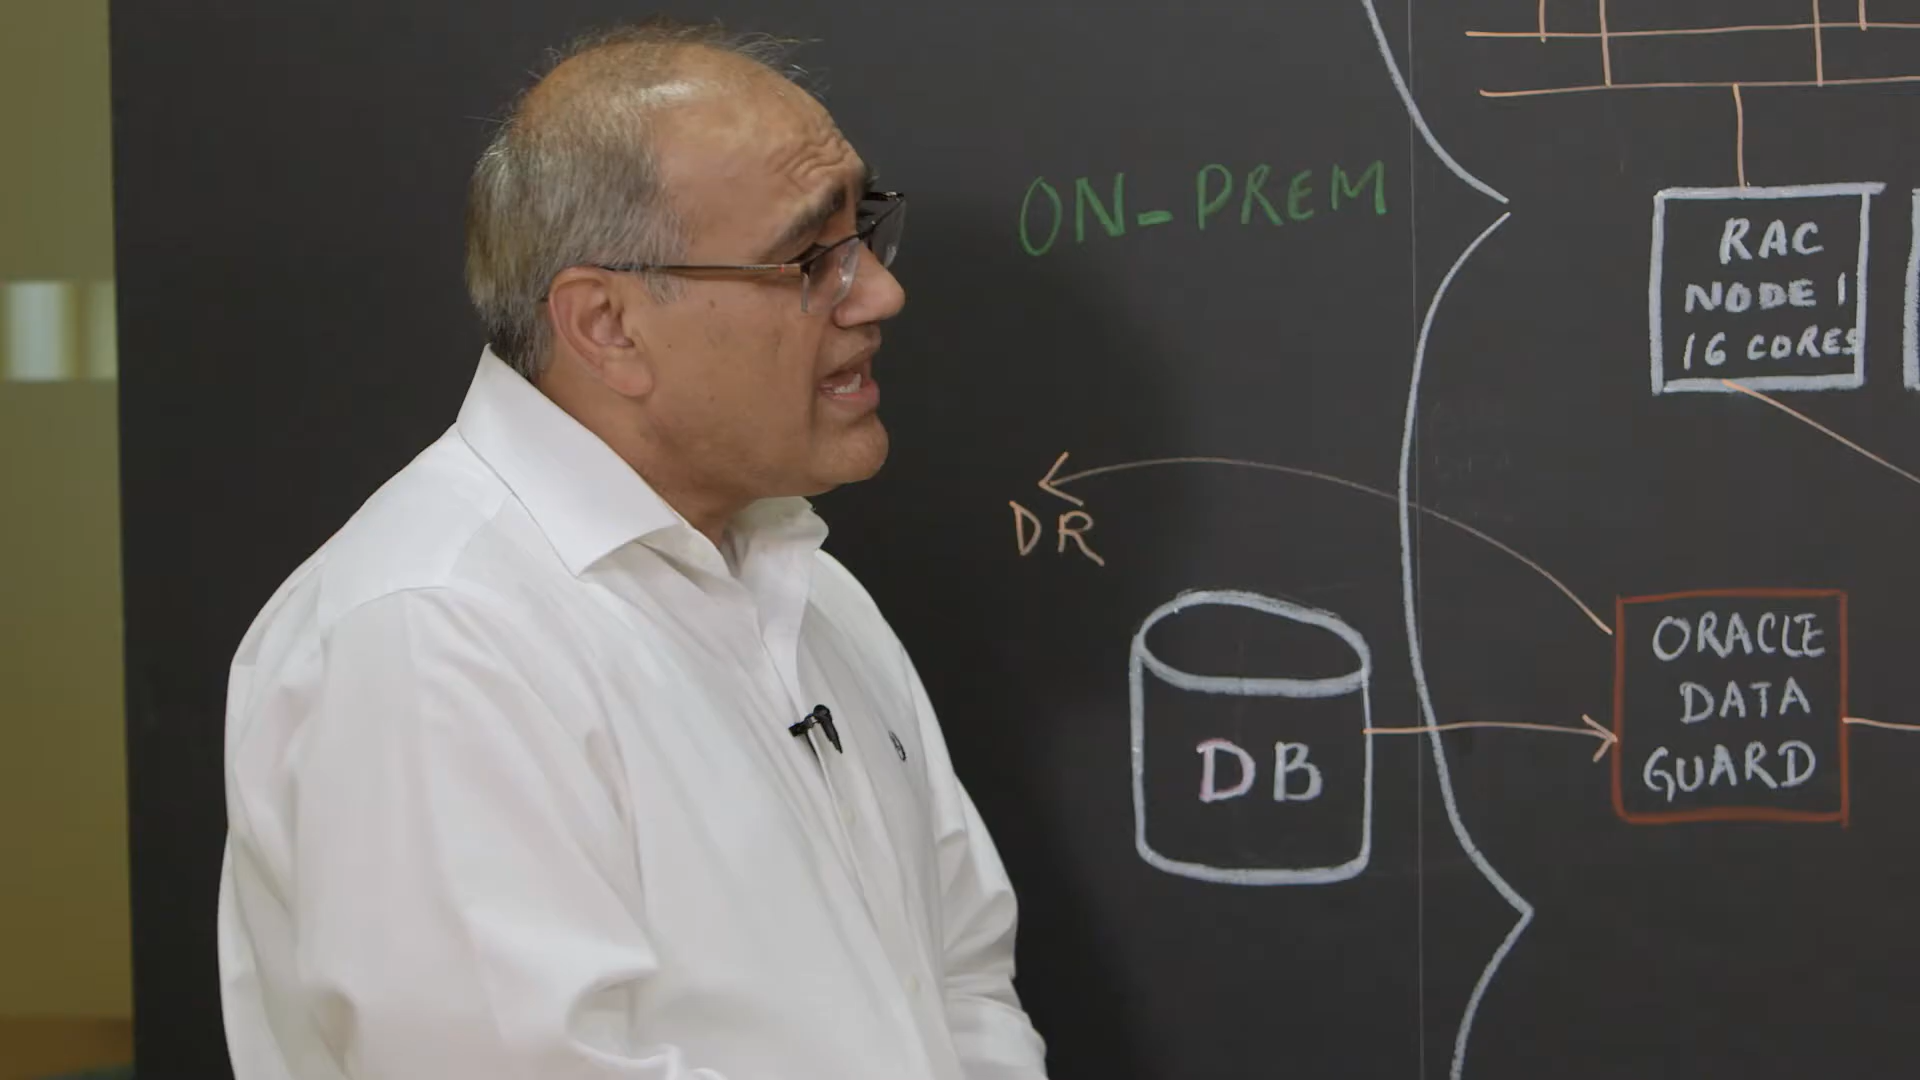 ON-PREM
RAC
NODE 1
16 CORES
DR
DB
ORACLE
DATA
GUARD